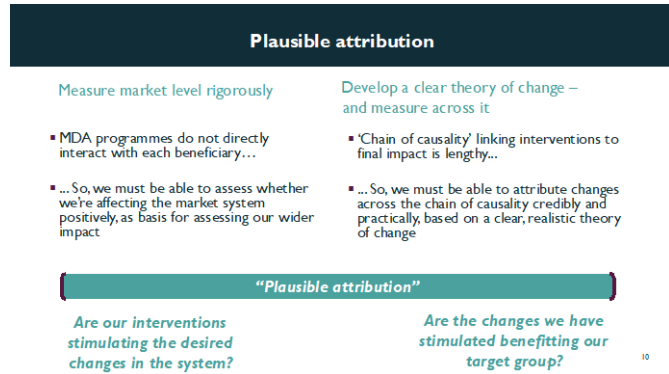 Plausible attribution
Measure market level rigorously
▪ MDA programmes do not directly
interact with each beneficiary…
▪ ... So, we must be able to assess whether
we're affecting the market system
positively, as basis for assessing our wider
impact
Develop a clear theory of change –
and measure across it
▪ 'Chain of causality' linking interventions to
final impact is lengthy...
▪ ... So, we must be able to attribute changes
across the chain of causality credibly and
practically, based on a clear, realistic theory
of change
"Plausible attribution"
Are our interventions
stimulating the desired
changes in the system?
Are the changes we have
stimulated benefitting our
target group?
10